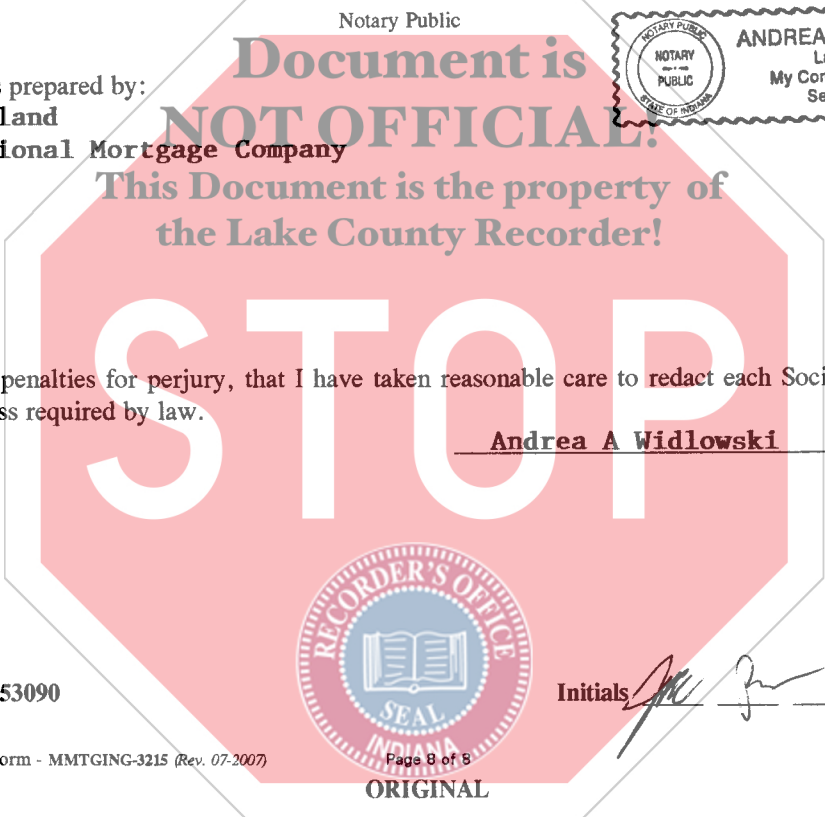 Notary Public
NOTARY PUBLIC
NOTARY
PUBLIC
STATE OF INDIANA
ANDREA
My Con
Se
Document is
s prepared by:
land
NOT OFFICIAL!
ional Mortgage Company
This Document is the property of
the Lake County Recorder!
STOP
penalties for perjury, that I have taken reasonable care to redact each Soci
ss required by law.
Andrea A Widlowski
RECORDER'S OFFICE
SEAL
INDIANA
53090
Initials
orm - MMTGING-3215 (Rev. 07-2007)
Page 8 of 8
ORIGINAL